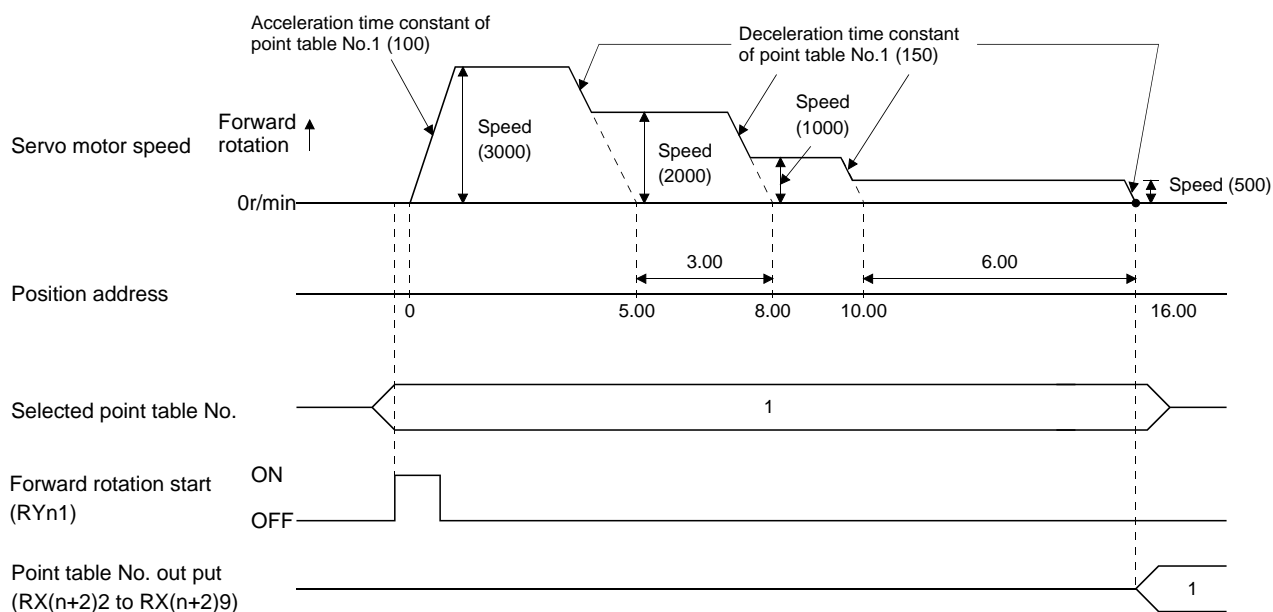 Acceleration time constant of
point table No.1 (100)
Deceleration time constant
of point table No.1 (150)
Servo motor speed
Forward
rotation
Speed
(3000)
Speed
(2000)
Speed
(1000)
Speed (500)
0r/min
3.00
6.00
Position address
0
5.00
8.00
10.00
16.00
Selected point table No.
1
Forward rotation start
(RYn1)
ON
OFF
Point table No. out put
(RX(n+2)2 to RX(n+2)9)
1